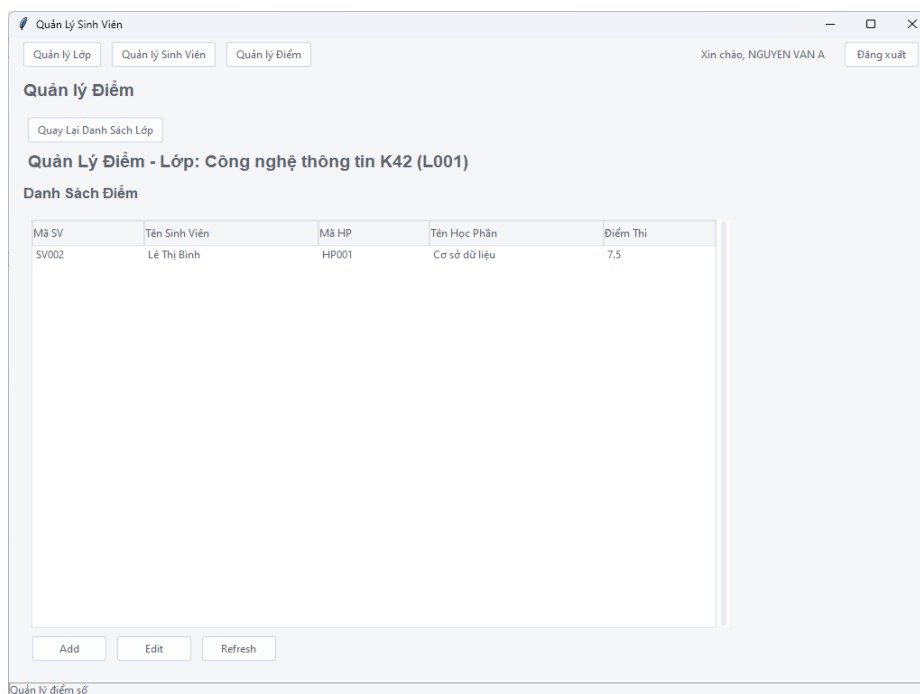 Quản Lý Sinh Viên
Quản lý Lớp Quản lý Sinh Viên Quản lý Điểm Xin chào, NGUYEN VAN A Đăng xuất
Quản lý Điểm
Quay Lại Danh Sách Lớp
Quản Lý Điểm - Lớp: Công nghệ thông tin K42 (L001)
Danh Sách Điểm
Mã SV Tên Sinh Viên Mã HP Tên Học Phần Điểm Thi
SV002 Lê Thị Bình HP001 Cơ sở dữ liệu 7.5
Add Edit Refresh
Quản lý điểm số